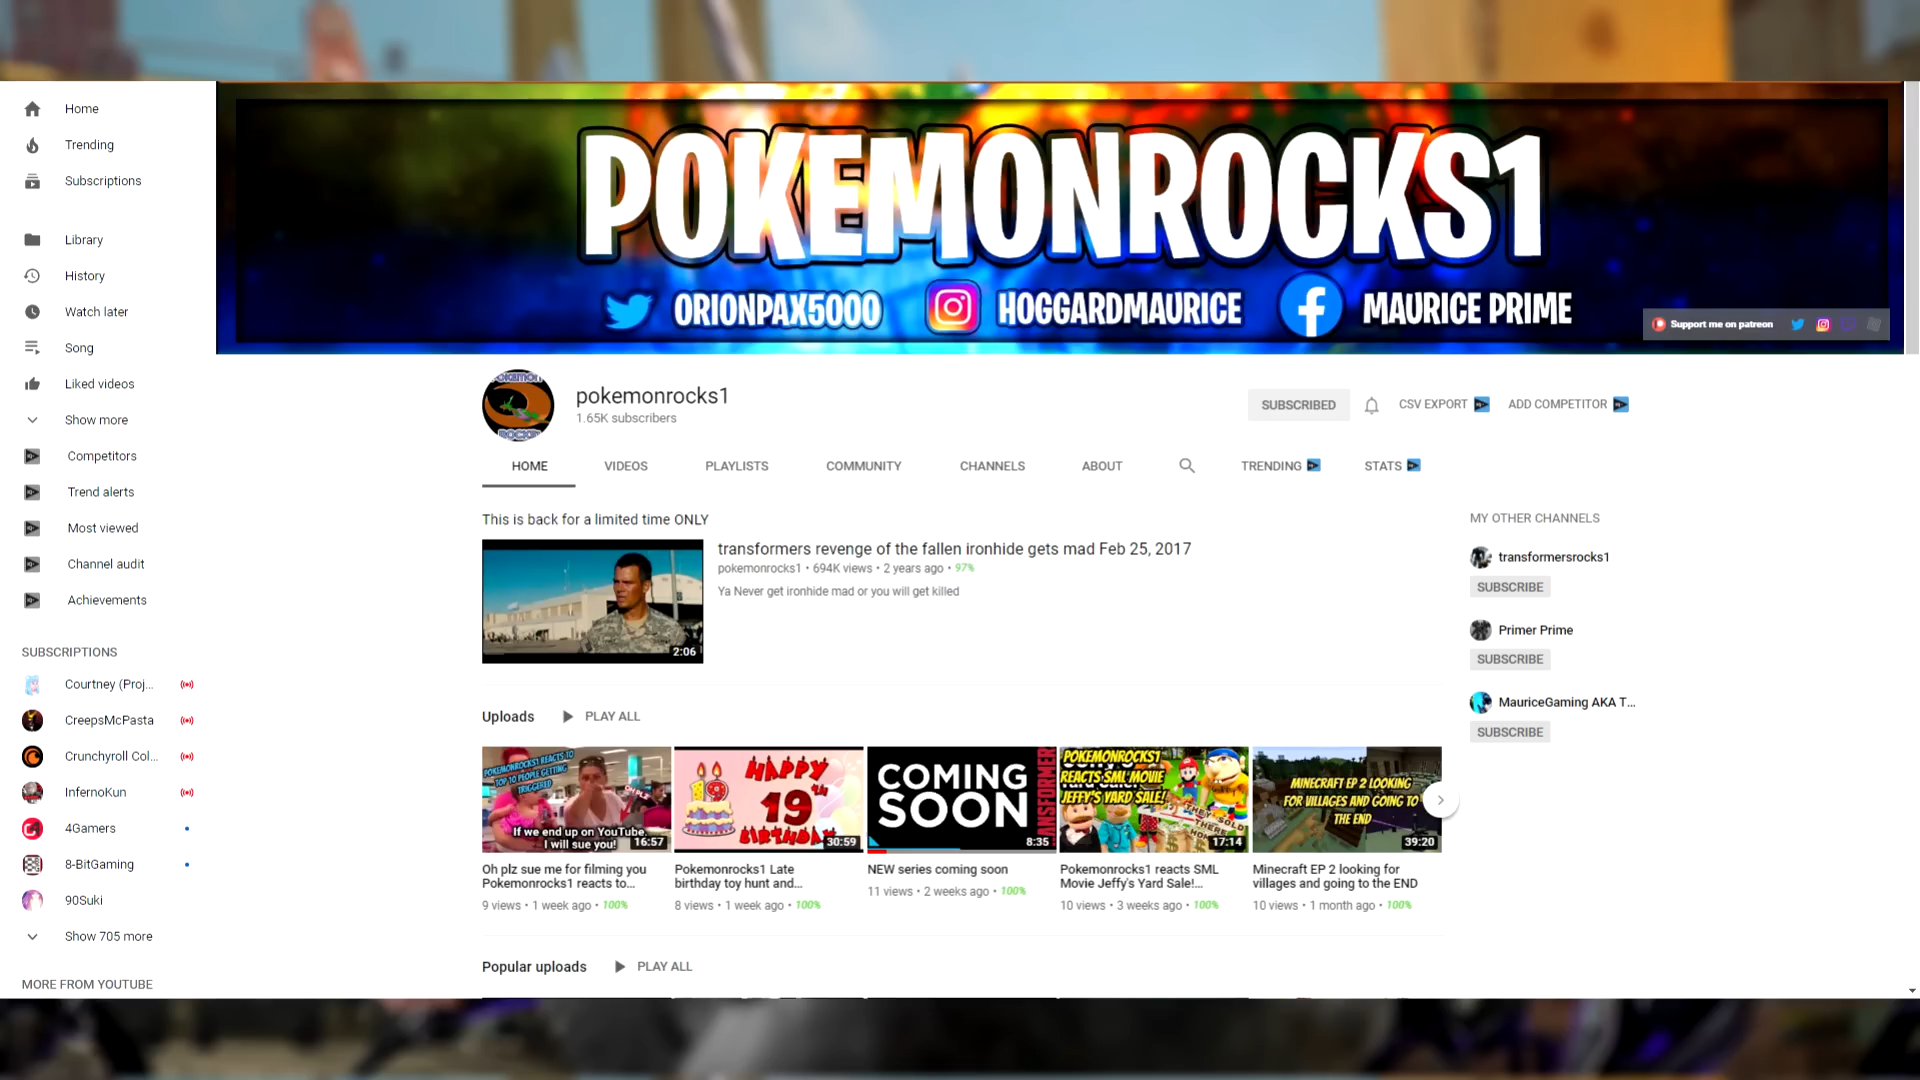 Home
Trending
Subscriptions
Library
History
Watch later
Song
Liked videos
Show more
Competitors
Trend alerts
Most viewed
Channel audit
Achievements
SUBSCRIPTIONS
Courtney (Proj...
CreepsMcPasta
Crunchyroll Col...
InfernoKun
4Gamers
8-BitGaming
90Suki
Show 705 more
MORE FROM YOUTUBE
POKEMONROCKS1
ORIONPAX5000 HOGGARDMAURICE MAURICE PRIME
Support me on patreon
POKEMON
ROCKS1
pokemonrocks1
1.65K subscribers
SUBSCRIBED CSV EXPORT ADD COMPETITOR
HOME VIDEOS PLAYLISTS COMMUNITY CHANNELS ABOUT TRENDING STATS
This is back for a limited time ONLY
2:06
transformers revenge of the fallen ironhide gets mad Feb 25, 2017
pokemonrocks1 • 694K views • 2 years ago • 97%
Ya Never get ironhide mad or you will get killed
MY OTHER CHANNELS
transformersrocks1
SUBSCRIBE
Primer Prime
SUBSCRIBE
MauriceGaming AKA T...
SUBSCRIBE
Uploads PLAY ALL
POKEMONROCKS1 REACTS TO
TOP 10 PEOPLE GETTING
TRIGGERED
If we end up on YouTube,
I will sue you!
16:57
Oh plz sue me for filming you
Pokemonrocks1 reacts to...
9 views • 1 week ago • 100%
HAPPY
19
BIRTHDAY
30:59
Pokemonrocks1 Late
birthday toy hunt and...
8 views • 1 week ago • 100%
COMING
SOON
8:35
NEW series coming soon
11 views • 2 weeks ago • 100%
POKEMONROCKS1
REACTS SML MOVIE
JEFFY'S YARD SALE!
17:14
Pokemonrocks1 reacts SML
Movie Jeffy's Yard Sale!...
10 views • 3 weeks ago • 100%
MINECRAFT EP 2 LOOKING
FOR VILLAGES AND GOING TO
THE END
39:20
Minecraft EP 2 looking for
villages and going to the END
10 views • 1 month ago • 100%
Popular uploads PLAY ALL